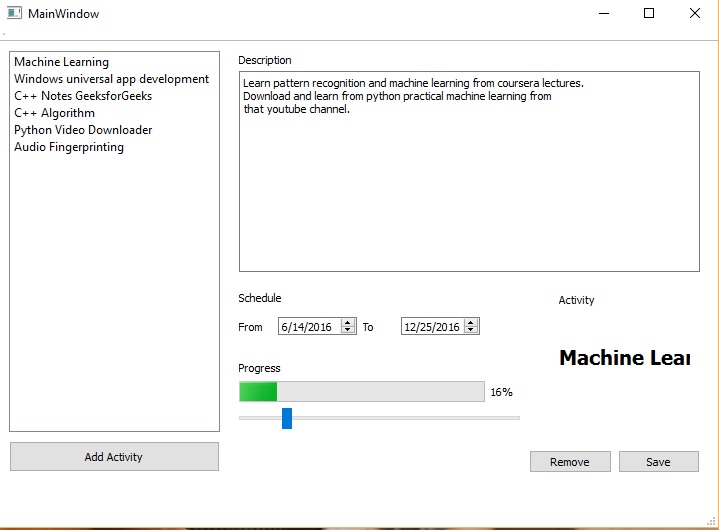 MainWindow
Machine Learning
Windows universal app development
C++ Notes GeeksforGeeks
C++ Algorithm
Python Video Downloader
Audio Fingerprinting
Add Activity
Description
Learn pattern recognition and machine learning from coursera lectures.
Download and learn from python practical machine learning from
that youtube channel.
Schedule
From 6/14/2016 To 12/25/2016
Progress
16%
Activity
Machine Lear
Remove Save